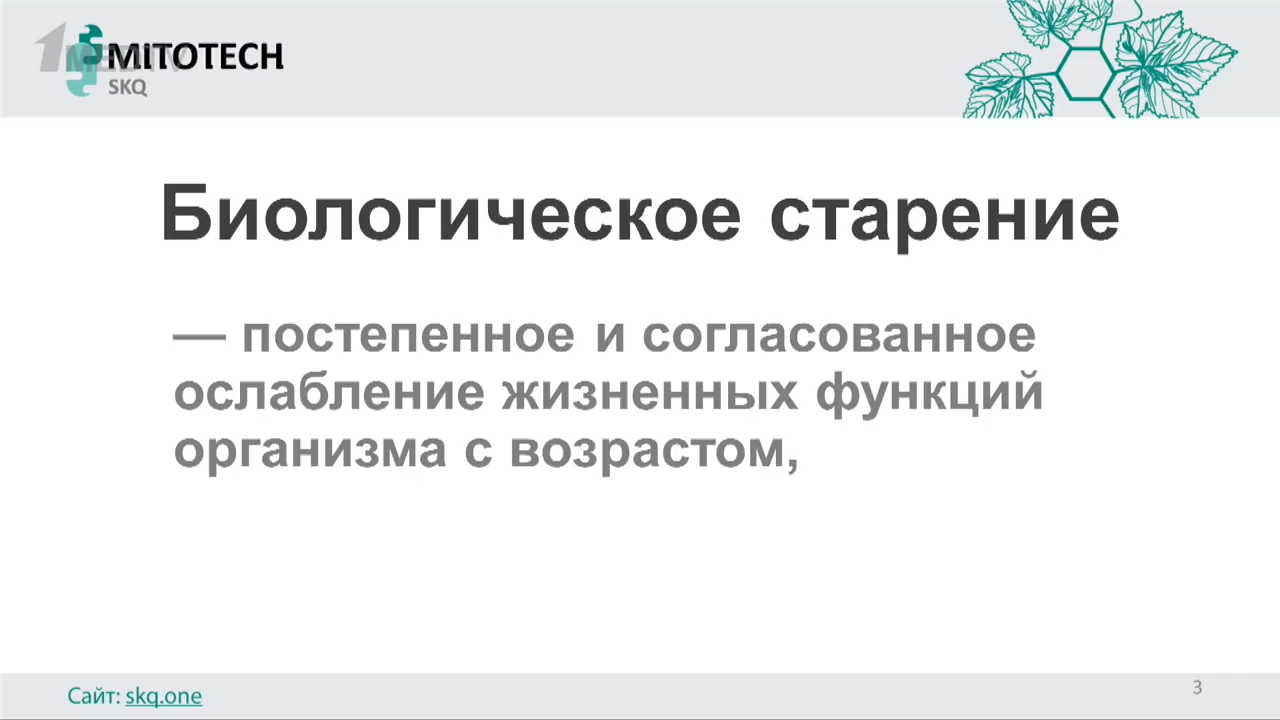 MITOTECH
SKQ
Биологическое старение
— постепенное и согласованное
ослабление жизненных функций
организма с возрастом,
Сайт: skq.one
3